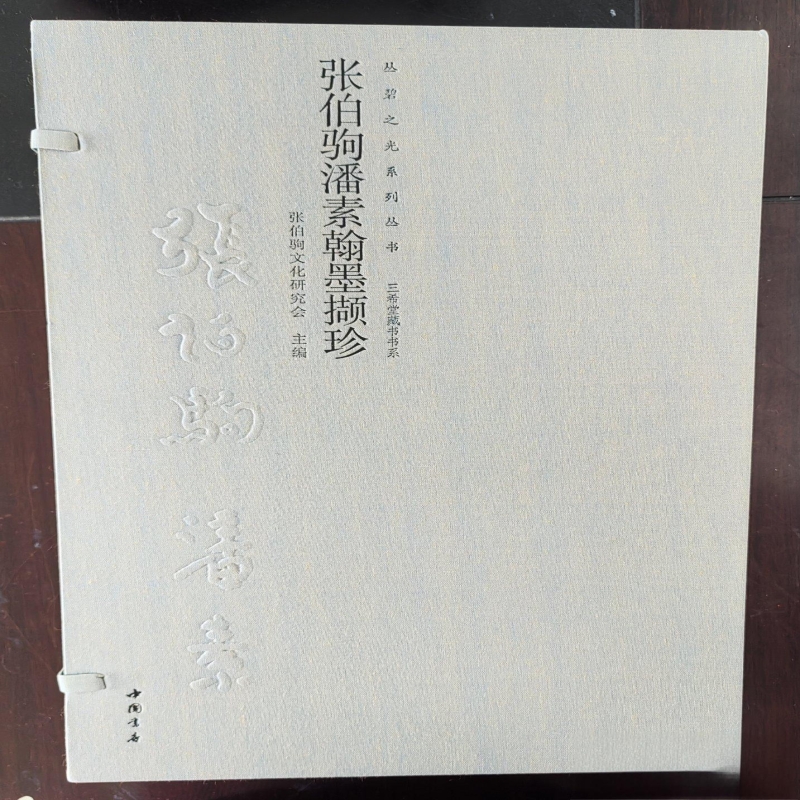 丛碧之光系列丛书 三希堂藏书书系
张伯驹潘素翰墨撷珍
张伯驹文化研究会 主编
張伯駒 潘素
中国书店